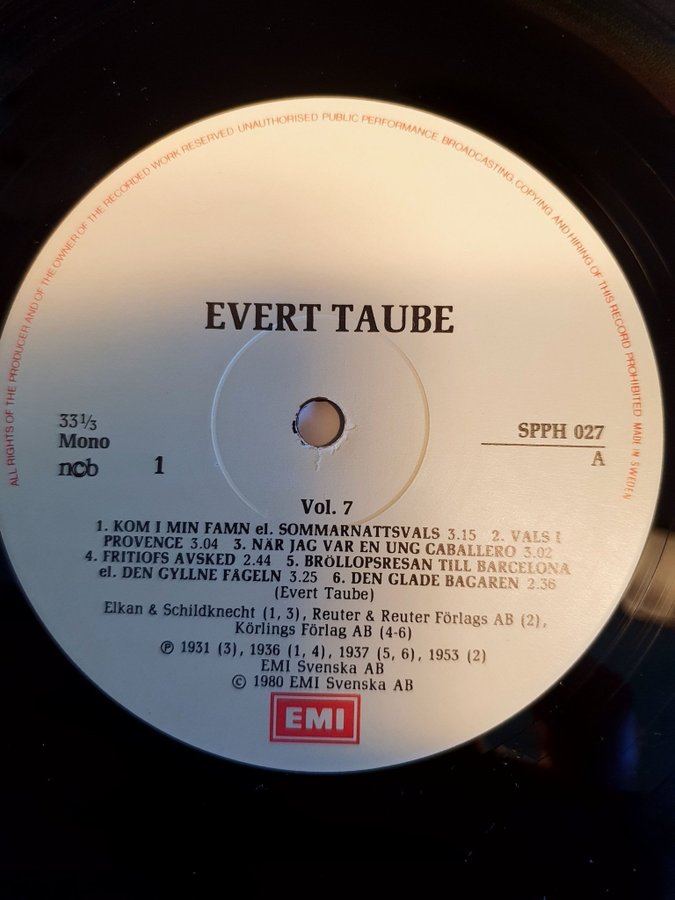 ALL RIGHTS OF THE PRODUCER AND OF THE OWNER OF THE RECORDED WORK RESERVED UNAUTHORISED PUBLIC PERFORMANCE, BROADCASTING, COPYING AND HIRING OF THIS RECORD PROHIBITED MADE IN SWEDEN
EVERT TAUBE
33 1/3
Mono
ncb 1
SPPH 027
A
Vol. 7
1. KOM I MIN FAMN el. SOMMARNATTSVALS 3.15 2. VALS I
PROVENCE 3.04 3. NÄR JAG VAR EN UNG CABALLERO 3.02
4. FRITIOFS AVSKED 2.44 5. BRÖLLOPSRESAN TILL BARCELONA
el. DEN GYLLNE FÅGELN 3.25 6. DEN GLADE BAGAREN 2.36
(Evert Taube)
Elkan & Schildknecht (1, 3), Reuter & Reuter Förlags AB (2),
Körlings Förlag AB (4-6)
℗ 1931 (3), 1936 (1, 4), 1937 (5, 6), 1953 (2)
EMI Svenska AB
© 1980 EMI Svenska AB
EMI